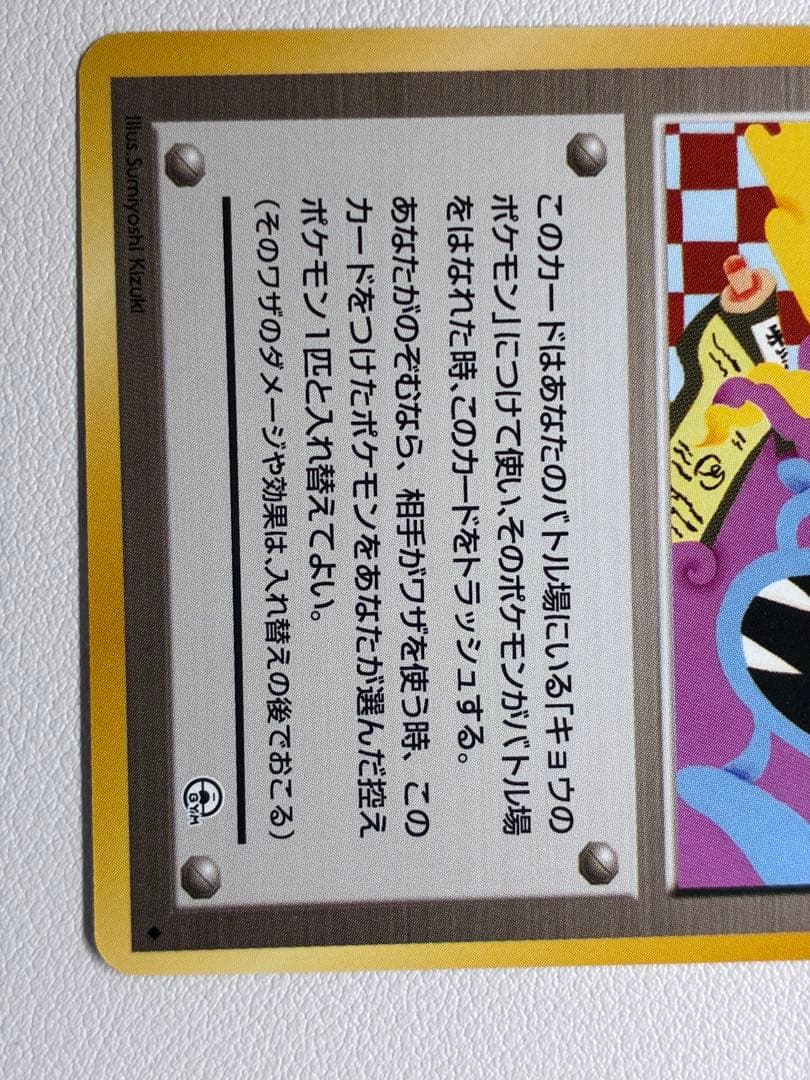 このカードはあなたのバトル場にいる「キョウの
ポケモン」につけて使い、そのポケモンがバトル場
をはなれた時、このカードをトラッシュする。
あなたがのぞむなら、相手がワザを使う時、この
カードをつけたポケモンをあなたが選んだ控え
ポケモン1匹と入れ替えてよい。
(そのワザのダメージや効果は、入れ替えの後でおこる)
GYM
Illus.Sumiyoshi Kizuki